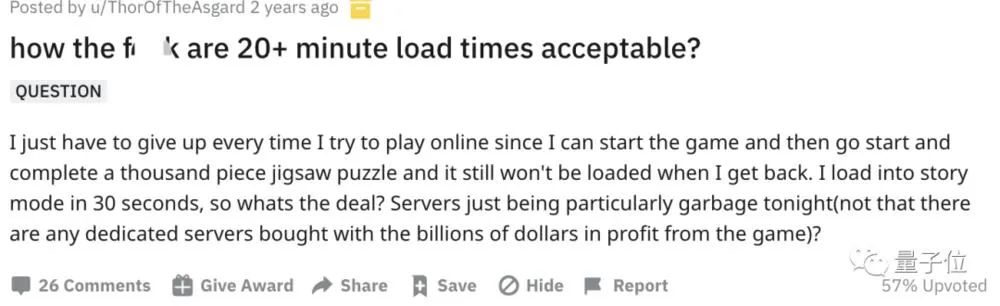 Posted by u/ThorOfTheAsgard 2 years ago
how the f k are 20+ minute load times acceptable?
QUESTION
I just have to give up every time I try to play online since I can start the game and then go start and
complete a thousand piece jigsaw puzzle and it still won't be loaded when I get back. I load into story
mode in 30 seconds, so whats the deal? Servers just being particularly garbage tonight(not that there
are any dedicated servers bought with the billions of dollars in profit from the game)?
量子位
26 Comments Give Award Share Save Hide Report 57% Upvoted